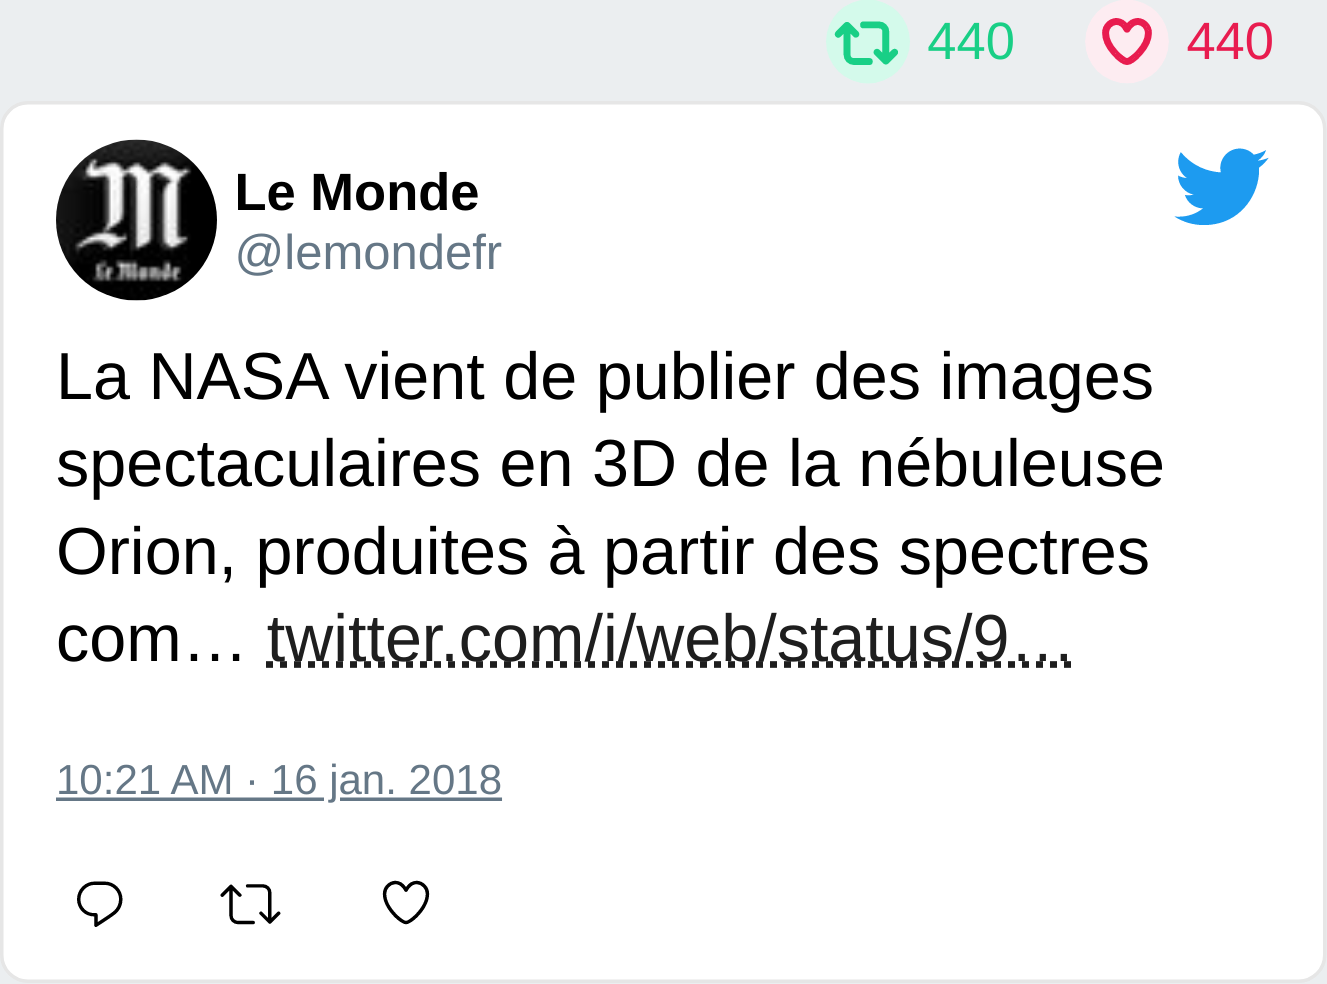 440 440
Le Monde
Le Monde
@lemondefr
La NASA vient de publier des images
spectaculaires en 3D de la nébuleuse
Orion, produites à partir des spectres
com… twitter.com/i/web/status/9…
10:21 AM · 16 jan. 2018